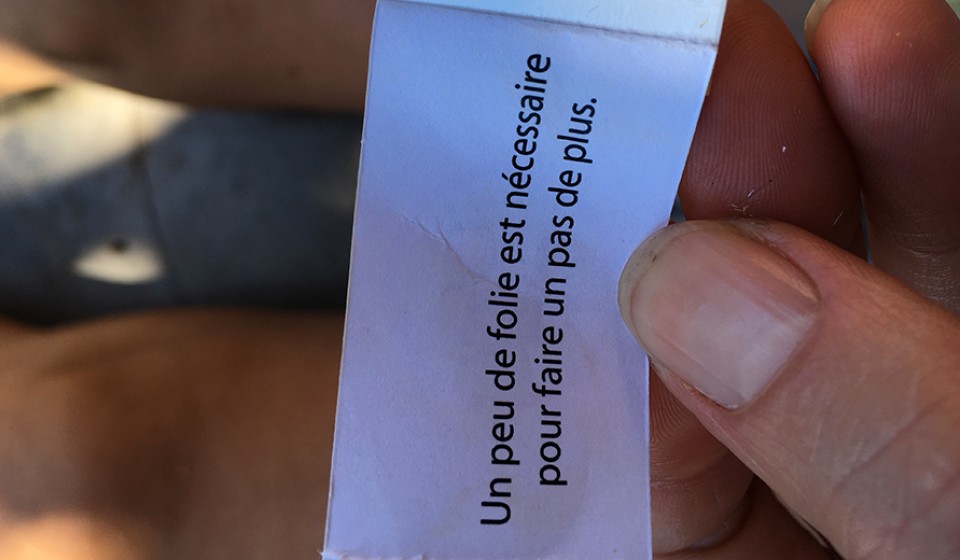 Un peu de folie est nécessaire
pour faire un pas de plus.